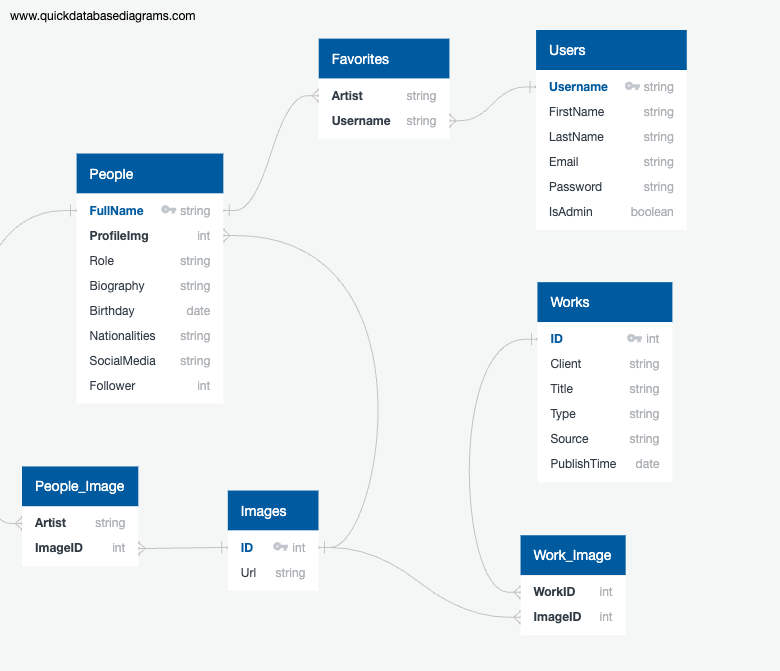 www.quickdatabasediagrams.com
Favorites
Artist string
Username string
Users
Username string
FirstName string
LastName string
Email string
Password string
IsAdmin boolean
People
FullName string
ProfileImg int
Role string
Biography string
Birthday date
Nationalities string
SocialMedia string
Follower int
Works
ID int
Client string
Title string
Type string
Source string
PublishTime date
People_Image
Artist string
ImageID int
Images
ID int
Url string
Work_Image
WorkID int
ImageID int